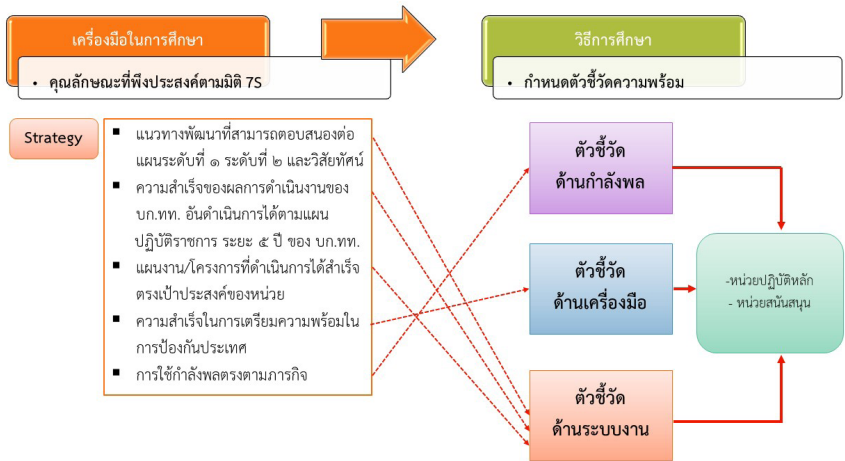 เครื่องมือในการศึกษา
• คุณลักษณะที่พึงประสงค์ตามมิติ 7S
วิธีการศึกษา
• กำหนดตัวชี้วัดความพร้อม
Strategy
▪ แนวทางพัฒนาที่สามารถตอบสนองต่อ
แผนระดับที่ ๑ ระดับที่ ๒ และวิสัยทัศน์
▪ ความสำเร็จของผลการดำเนินงานของ
บก.ทท. อันดำเนินการได้ตามแผน
ปฏิบัติราชการ ระยะ ๕ ปี ของ บก.ทท.
▪ แผนงาน/โครงการที่ดำเนินการได้สำเร็จ
ตรงเป้าประสงค์ของหน่วย
▪ ความสำเร็จในการเตรียมความพร้อมใน
การป้องกันประเทศ
▪ การใช้กำลังพลตรงตามภารกิจ
ตัวชี้วัด
ด้านกำลังพล
ตัวชี้วัด
ด้านเครื่องมือ
ตัวชี้วัด
ด้านระบบงาน
-หน่วยปฏิบัติหลัก
- หน่วยสนันสนุน